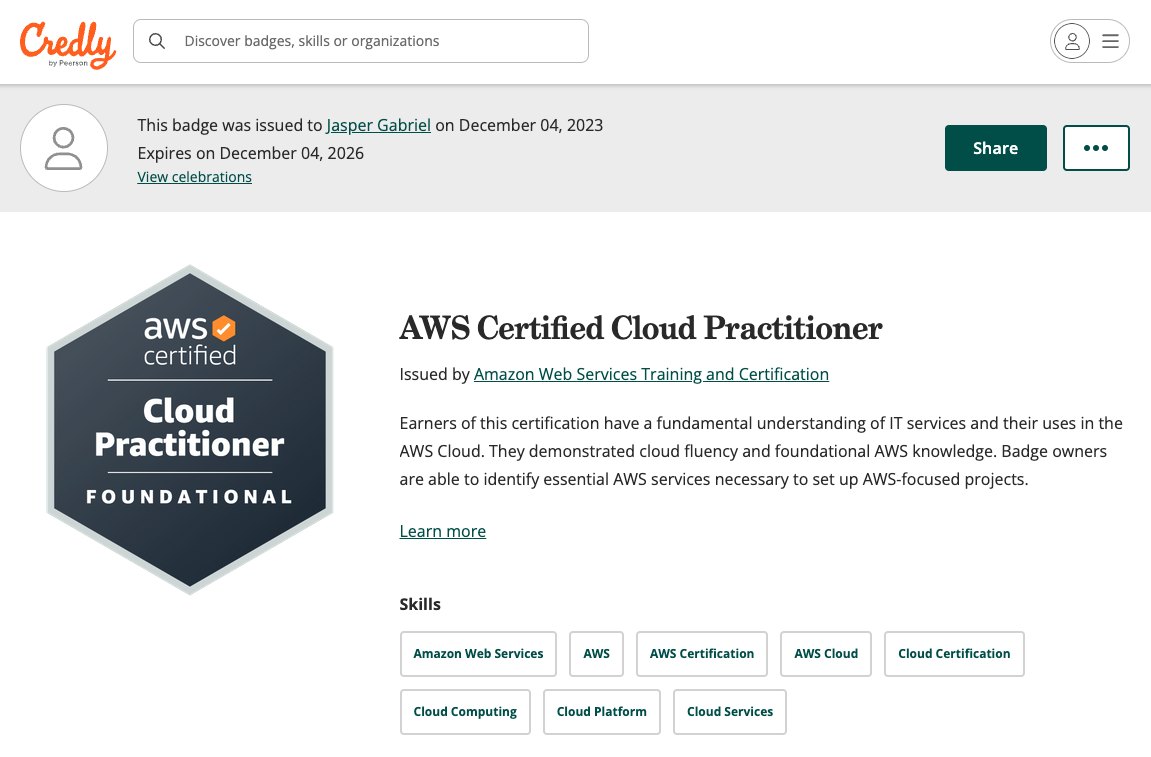 Credly
by Pearson
Discover badges, skills or organizations
This badge was issued to Jasper Gabriel on December 04, 2023
Expires on December 04, 2026
View celebrations
Share
aws
certified
Cloud
Practitioner
FOUNDATIONAL
AWS Certified Cloud Practitioner
Issued by Amazon Web Services Training and Certification
Earners of this certification have a fundamental understanding of IT services and their uses in the
AWS Cloud. They demonstrated cloud fluency and foundational AWS knowledge. Badge owners
are able to identify essential AWS services necessary to set up AWS-focused projects.
Learn more
Skills
Amazon Web Services AWS AWS Certification AWS Cloud Cloud Certification
Cloud Computing Cloud Platform Cloud Services